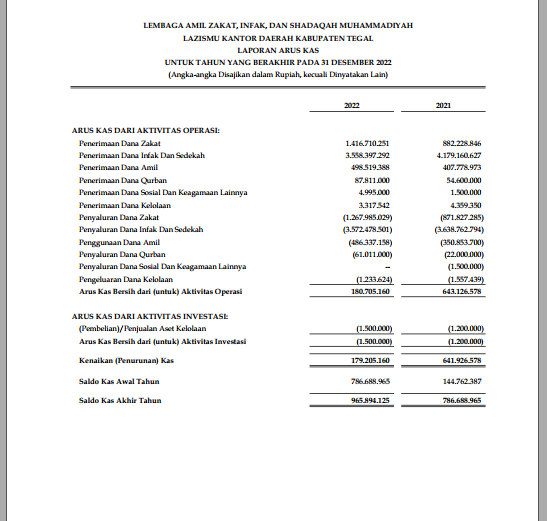 LEMBAGA AMIL ZAKAT, INFAK, DAN SHADAQAH MUHAMMADIYAH
LAZISMU KANTOR DAERAH KABUPATEN TEGAL
LAPORAN ARUS KAS
UNTUK TAHUN YANG BERAKHIR PADA 31 DESEMBER 2022
(Angka-angka Disajikan dalam Rupiah, kecuali Dinyatakan Lain)
2022 2021
ARUS KAS DARI AKTIVITAS OPERASI:
Penerimaan Dana Zakat 1.416.710.251 882.228.846
Penerimaan Dana Infak Dan Sedekah 3.558.397.292 4.179.160.627
Penerimaan Dana Amil 498.519.388 407.778.973
Penerimaan Dana Qurban 87.811.000 54.600.000
Penerimaan Dana Sosial Dan Keagamaan Lainnya 4.995.000 1.500.000
Penerimaan Dana Kelolaan 3.317.542 4.359.350
Penyaluran Dana Zakat (1.267.985.029) (871.827.285)
Penyaluran Dana Infak Dan Sedekah (3.572.478.501) (3.638.762.794)
Penggunaan Dana Amil (486.337.158) (350.853.700)
Penyaluran Dana Qurban (61.011.000) (22.000.000)
Penyaluran Dana Sosial Dan Keagamaan Lainnya -- (1.500.000)
Pengeluaran Dana Kelolaan (1.233.624) (1.557.439)
Arus Kas Bersih dari (untuk) Aktivitas Operasi 180.705.160 643.126.578
ARUS KAS DARI AKTIVITAS INVESTASI:
(Pembelian)/Penjualan Aset Kelolaan (1.500.000) (1.200.000)
Arus Kas Bersih dari (untuk) Aktivitas Investasi (1.500.000) (1.200.000)
Kenaikan (Penurunan) Kas 179.205.160 641.926.578
Saldo Kas Awal Tahun 786.688.965 144.762.387
Saldo Kas Akhir Tahun 965.894.125 786.688.965